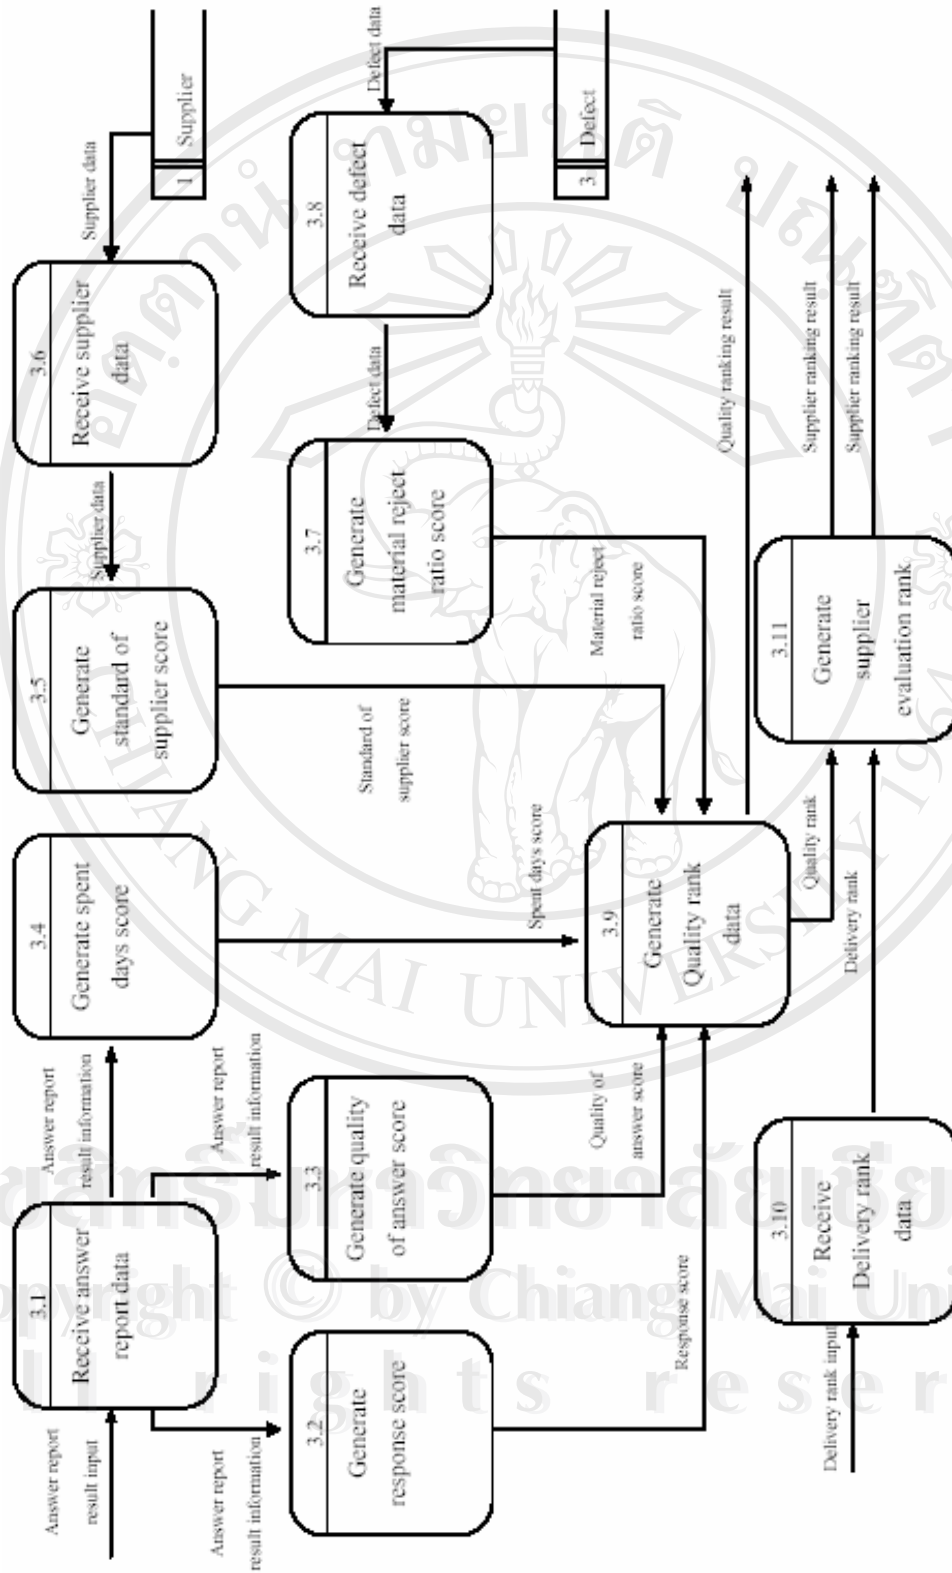 Answer report
result input
3.1
Receive answer
report data
Answer report
result information
3.4
Generate spent
days score
3.5
Generate
standard of
supplier score
Supplier data
3.6
Receive supplier
data
Supplier data
1
Supplier
Answer report
result information
Answer report
result information
3.2
Generate
response score
3.3
Generate quality
of answer score
3.7
Generate
material reject
ratio score
Defect data
3.8
Receive defect
data
Defect data
Standard of
supplier score
Spent days score
Material reject
ratio score
3
Defect
Quality of
answer score
Response score
3.9
Generate
Quality rank
data
Quality ranking result
Quality rank
Delivery rank
Delivery rank input
3.10
Receive
Delivery rank
data
3.11
Generate
supplier
evaluation rank
Supplier ranking result
Supplier ranking result
CHIANG MAI UNIVERSITY 1964
opyright © by Chiang Mai Uni
l rights reser